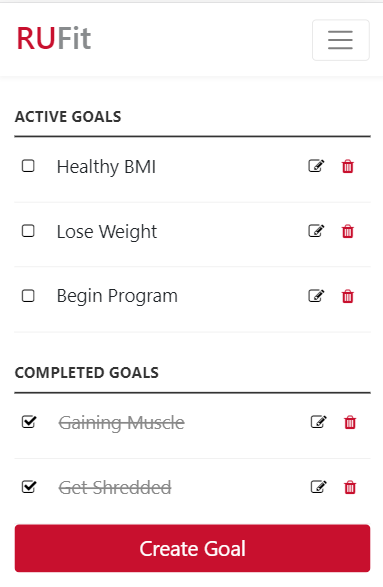 RUFit
ACTIVE GOALS
Healthy BMI
Lose Weight
Begin Program
COMPLETED GOALS
Gaining Muscle
Get Shredded
Create Goal